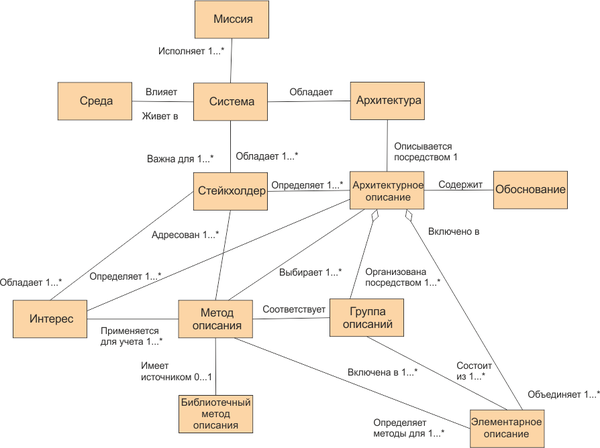 Миссия
Исполняет 1...*
Среда
Влияет
Живет в
Система
Обладает
Архитектура
Важна для 1...*
Обладает 1...*
Описывается
посредством 1
Стейкхолдер
Определяет 1...*
Архитектурное
описание
Содержит
Обоснование
Адресован 1...*
Включено в
Обладает 1...*
Определяет 1...*
Выбирает 1...*
Организована
посредством 1...*
Интерес
Применяется
для учета 1...*
Метод
описания
Соответствует
Группа
описаний
Имеет
источником 0...1
Включена в 1...*
Состоит
из 1...*
Объединяет 1...*
Библиотечный
метод
описания
Определяет
методы для 1...*
Элементарное
описание